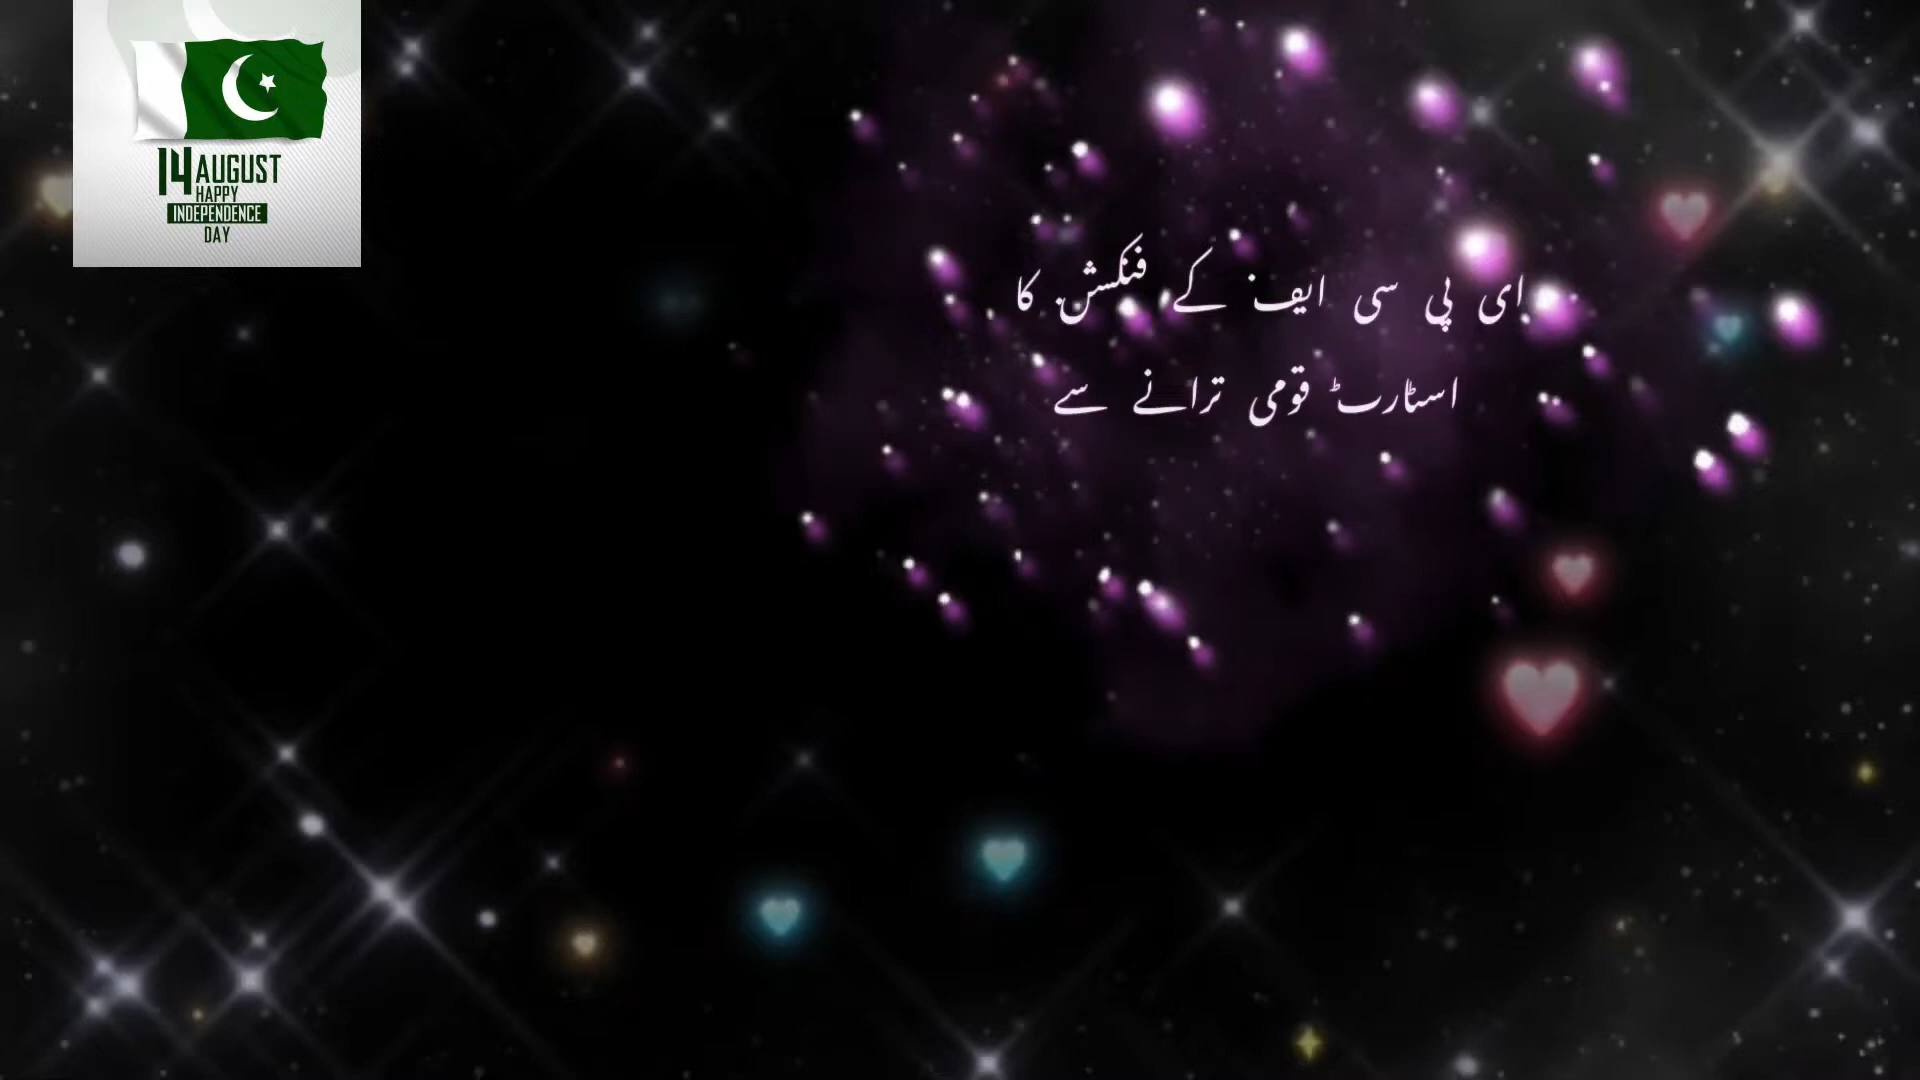 14 AUGUST
HAPPY
INDEPENDENCE
DAY
ای پی سی ایف کے فنکشن کا
اسٹارٹ قومی ترانے سے